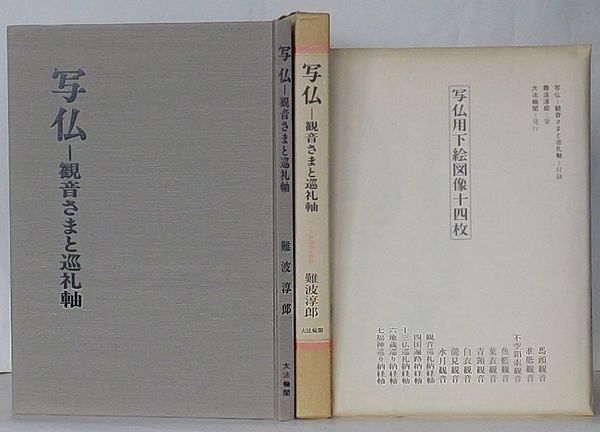 写仏
―観音さまと巡礼軸
写仏―観音さまと巡礼軸
難波淳郎
大法輪閣
写仏―観音さまと巡礼軸
難波淳郎
大法輪閣
写仏―観音さまと巡礼軸―付録
難波淳郎―筆
大法輪閣―発行
写仏用下絵図像十四枚
馬頭観音
准胝観音
不空羂索観音
魚籃観音
葉衣観音
青頸観音
白衣観音
滝見観音
水月観音
観音巡礼納経軸
四国遍路納経軸
十三仏巡礼納経軸
六地蔵巡り納経軸
七福神巡り納経軸